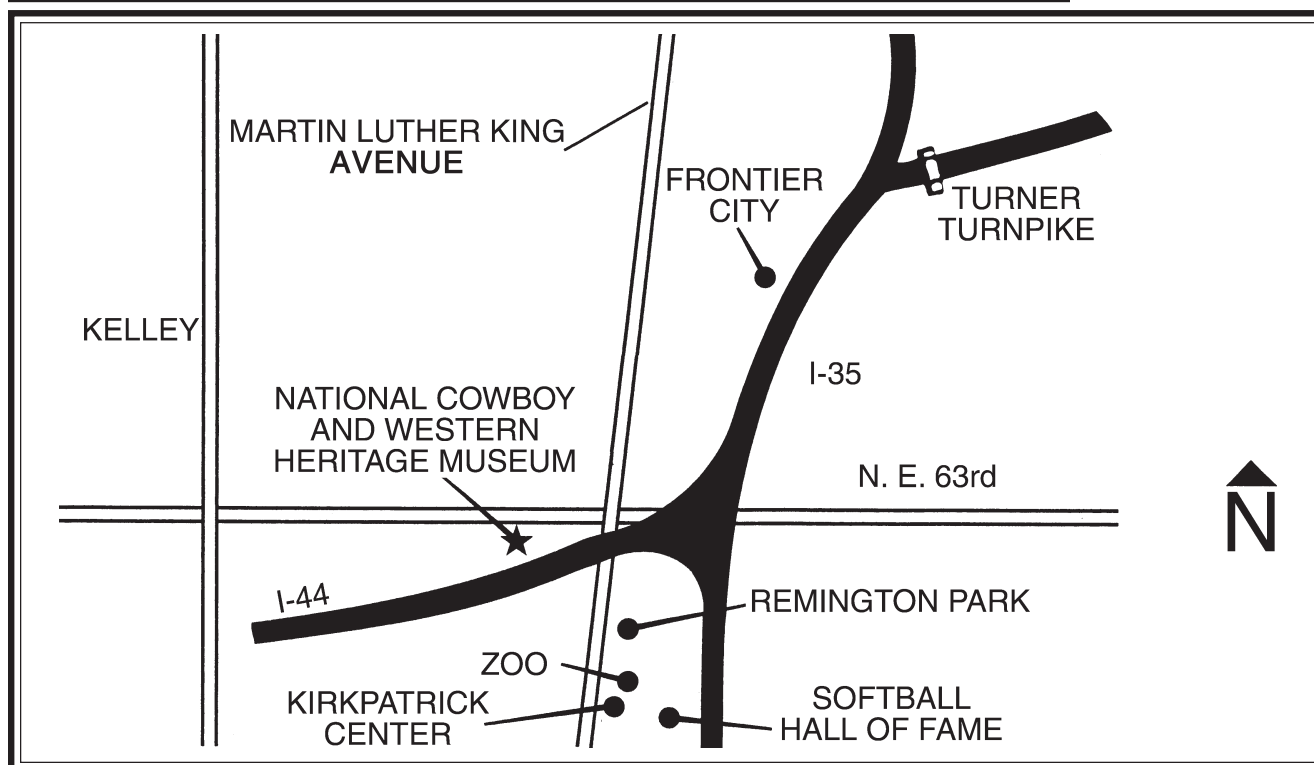 MARTIN LUTHER KING
AVENUE
FRONTIER
CITY
TURNER
TURNPIKE
KELLEY
I-35
NATIONAL COWBOY
AND WESTERN
HERITAGE MUSEUM
N. E. 63rd
N
I-44
REMINGTON PARK
ZOO
KIRKPATRICK
CENTER
SOFTBALL
HALL OF FAME